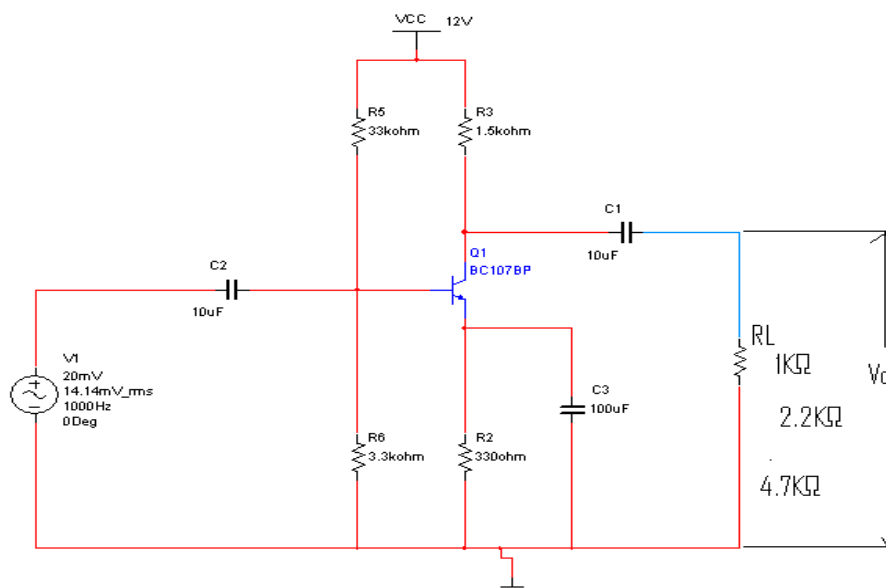 VCC 12V
R5
33kohm
R3
1.5kohm
C1
10uF
Q1
BC107BP
C2
10uF
V1
20mV
14.14mV_rms
1000Hz
0Deg
RL
1KΩ
2.2KΩ
4.7KΩ
C3
100uF
R6
3.3kohm
R2
330ohm